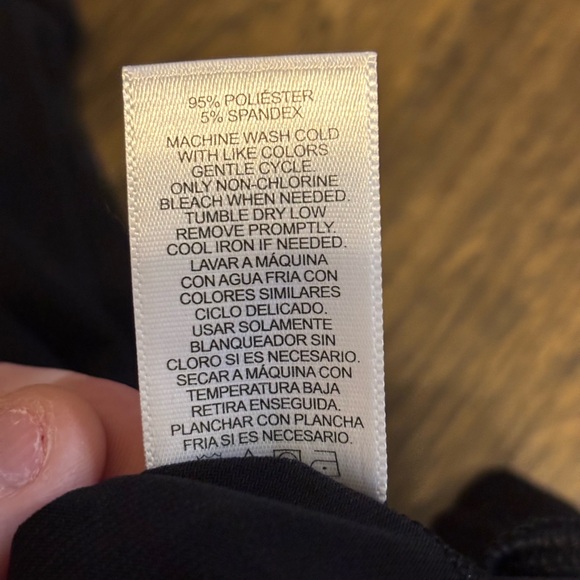 95% POLIÉSTER
5% SPANDEX
MACHINE WASH COLD
WITH LIKE COLORS
GENTLE CYCLE.
ONLY NON-CHLORINE
BLEACH WHEN NEEDED.
TUMBLE DRY LOW
REMOVE PROMPTLY.
COOL IRON IF NEEDED.
LAVAR A MÁQUINA
CON AGUA FRIA CON
COLORES SIMILARES
CICLO DELICADO.
USAR SOLAMENTE
BLANQUEADOR SIN
CLORO SI ES NECESARIO.
SECAR A MÁQUINA CON
TEMPERATURA BAJA
RETIRA ENSEGUIDA.
PLANCHAR CON PLANCHA
FRIA SI ES NECESARIO.